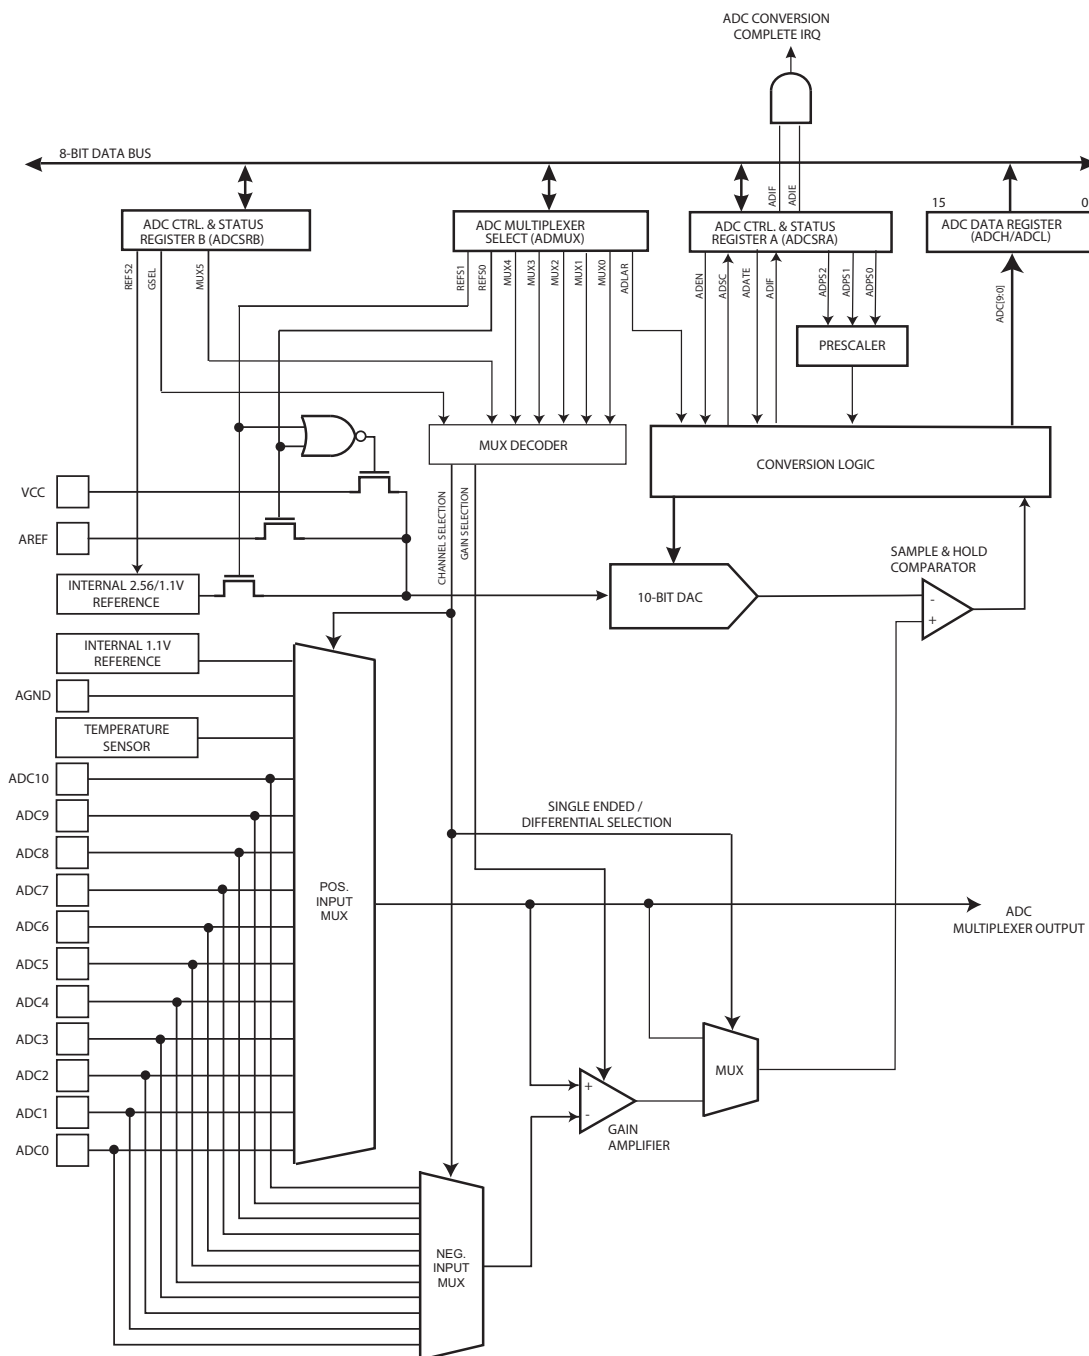 ADC CONVERSION
COMPLETE IRQ
8-BIT DATA BUS
ADIF
ADIE
15
0
ADC CTRL. & STATUS
REGISTER B (ADCSRB)
ADC MULTIPLEXER
SELECT (ADMUX)
ADC CTRL. & STATUS
REGISTER A (ADCSRA)
ADC DATA REGISTER
(ADCH/ADCL)
REFS2
GSEL
MUX5
REFS1
REFS0
MUX4
MUX3
MUX2
MUX1
MUX0
ADLAR
ADEN
ADSC
ADATE
ADIF
ADPS2
ADPS1
ADPS0
ADC[9:0]
PRESCALER
MUX DECODER
CONVERSION LOGIC
VCC
AREF
CHANNEL SELECTION
GAIN SELECTION
SAMPLE & HOLD
COMPARATOR
INTERNAL 2.56/1.1V
REFERENCE
10-BIT DAC
-
+
INTERNAL 1.1V
REFERENCE
AGND
TEMPERATURE
SENSOR
ADC10
ADC9
SINGLE ENDED /
DIFFERENTIAL SELECTION
ADC8
ADC7
POS.
INPUT
MUX
ADC6
ADC
MULTIPLEXER OUTPUT
ADC5
ADC4
ADC3
ADC2
MUX
+
-
ADC1
GAIN
AMPLIFIER
ADC0
NEG.
INPUT
MUX